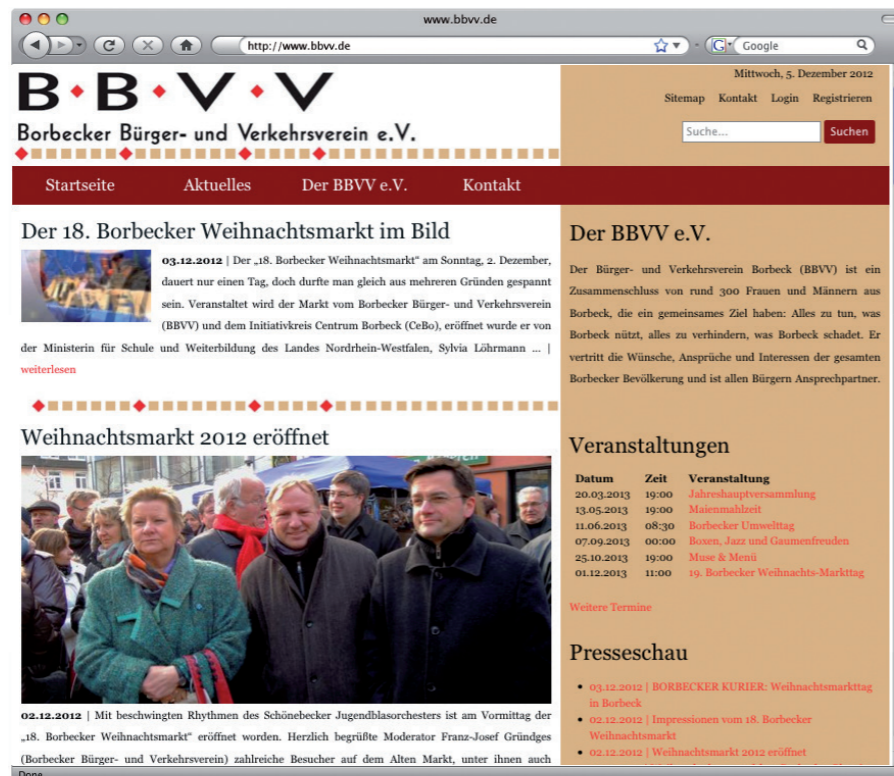 www.bbvv.de
http://www.bbvv.de
Google
B B V V
Borbecker Bürger- und Verkehrsverein e.V.
Mittwoch, 5. Dezember 2012
Sitemap Kontakt Login Registrieren
Suche... Suchen
Startseite Aktuelles Der BBVV e.V. Kontakt
Der 18. Borbecker Weihnachtsmarkt im Bild
03.12.2012 | Der „18. Borbecker Weihnachtsmarkt“ am Sonntag, 2. Dezember,
dauert nur einen Tag, doch durfte man gleich aus mehreren Gründen gespannt
sein. Veranstaltet wird der Markt vom Borbecker Bürger- und Verkehrsverein
(BBVV) und dem Initiativkreis Centrum Borbeck (CeBo), eröffnet wurde er von
der Ministerin für Schule und Weiterbildung des Landes Nordrhein-Westfalen, Sylvia Löhrmann ... |
weiterlesen
Weihnachtsmarkt 2012 eröffnet
02.12.2012 | Mit beschwingten Rhythmen des Schönebecker Jugendblasorchesters ist am Vormittag der
„18. Borbecker Weihnachtsmarkt“ eröffnet worden. Herzlich begrüßte Moderator Franz-Josef Gründges
(Borbecker Bürger- und Verkehrsverein) zahlreiche Besucher auf dem Alten Markt, unter ihnen auch
Der BBVV e.V.
Der Bürger- und Verkehrsverein Borbeck (BBVV) ist ein
Zusammenschluss von rund 300 Frauen und Männern aus
Borbeck, die ein gemeinsames Ziel haben: Alles zu tun, was
Borbeck nützt, alles zu verhindern, was Borbeck schadet. Er
vertritt die Wünsche, Ansprüche und Interessen der gesamten
Borbecker Bevölkerung und ist allen Bürgern Ansprechpartner.
Veranstaltungen
Datum Zeit Veranstaltung
20.03.2013 19:00 Jahreshauptversammlung
13.05.2013 19:00 Maienmahlzeit
11.06.2013 08:30 Borbecker Umwelttag
07.09.2013 00:00 Boxen, Jazz und Gaumenfreuden
25.10.2013 19:00 Muse & Menü
01.12.2013 11:00 19. Borbecker Weihnachts-Markttag
Weitere Termine
Presseschau
03.12.2012 | BORBECKER KURIER: Weihnachtsmarkttag
in Borbeck
02.12.2012 | Impressionen vom 18. Borbecker
Weihnachtsmarkt
02.12.2012 | Weihnachtsmarkt 2012 eröffnet
Done